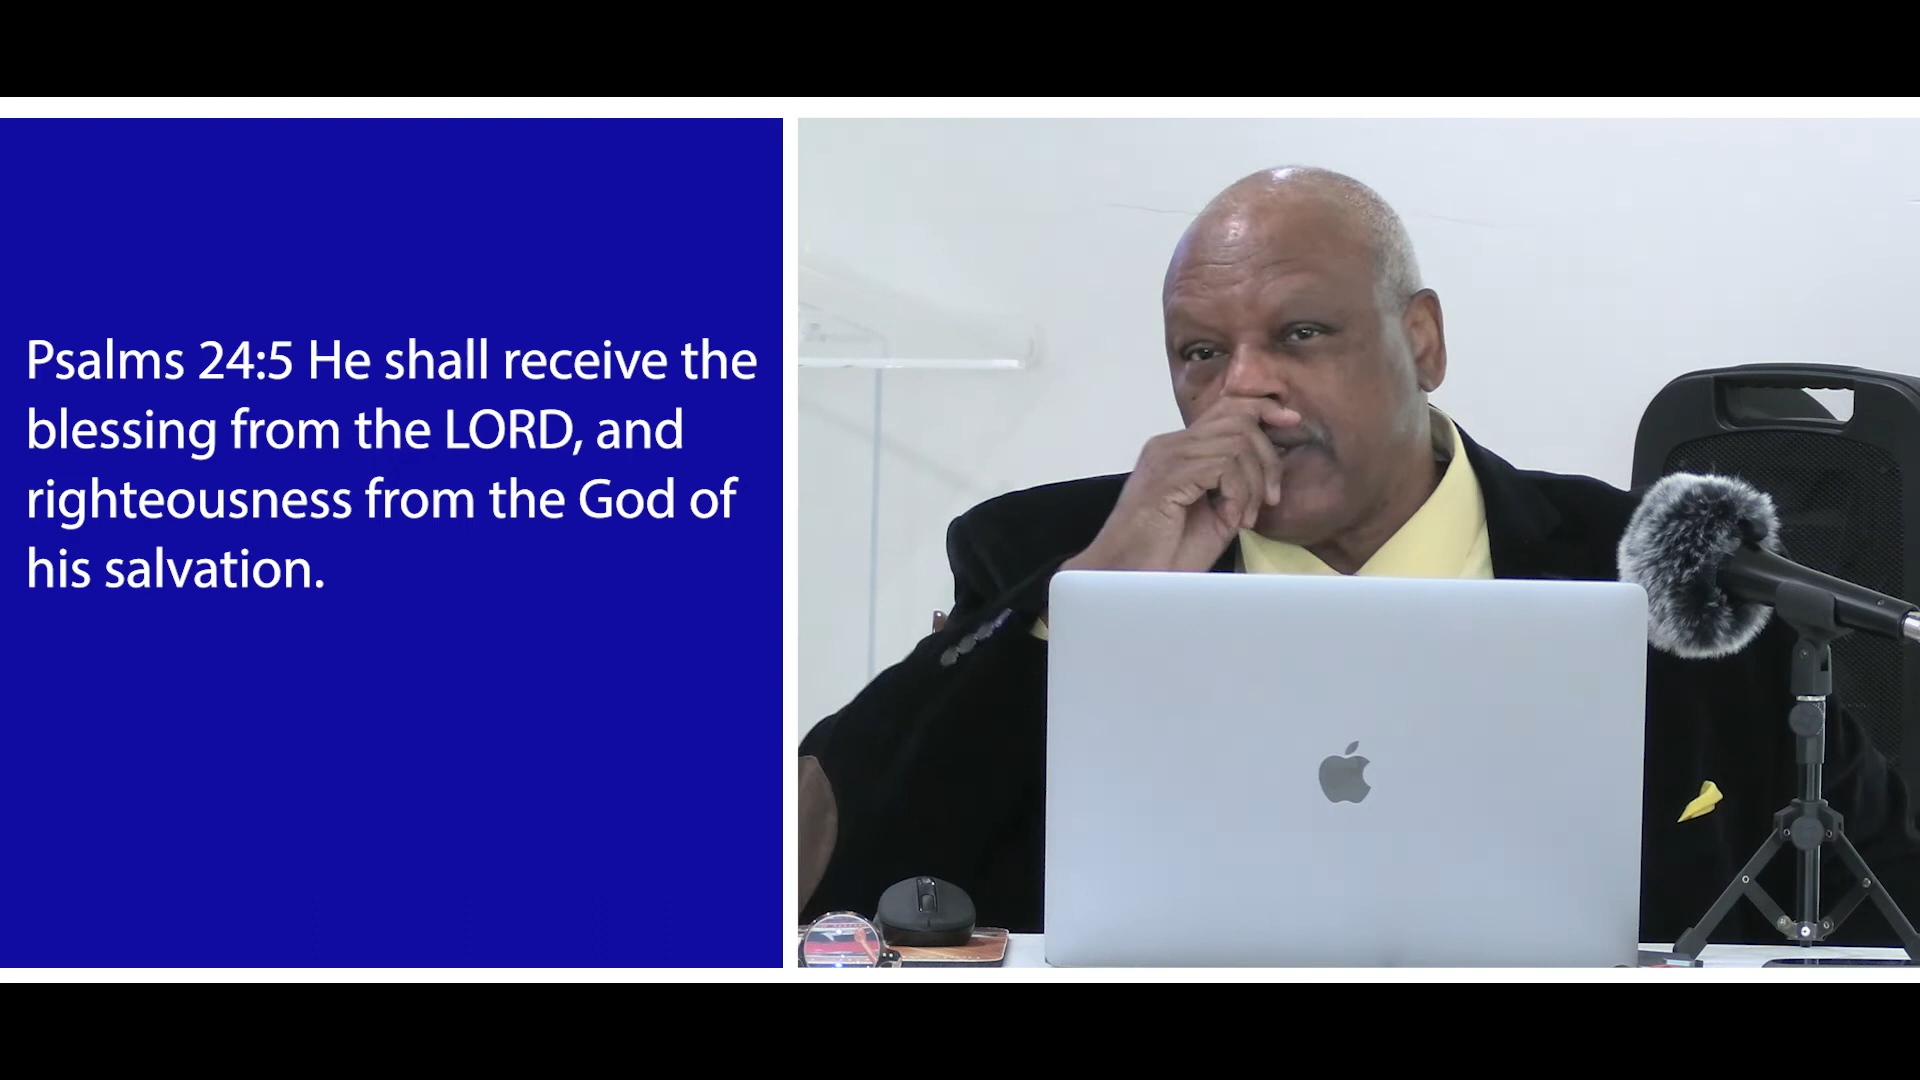 Psalms 24:5 He shall receive the
blessing from the LORD, and
righteousness from the God of
his salvation.